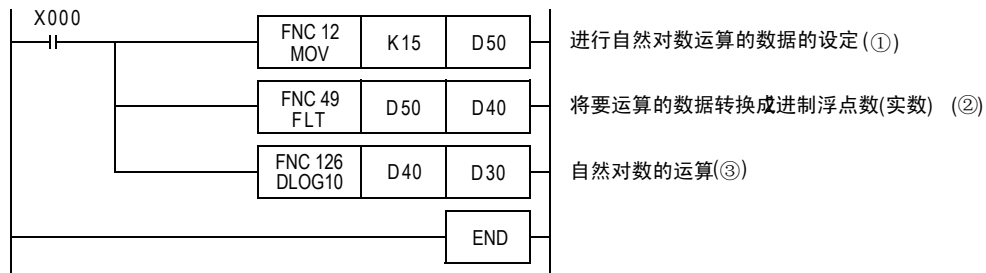 X000
FNC 12
MOV
K15
D50
进行自然对数运算的数据的设定(①)
FNC 49
FLT
D50
D40
将要运算的数据转换成进制浮点数(实数) (②)
FNC 126
DLOG10
D40
D30
自然对数的运算(③)
END